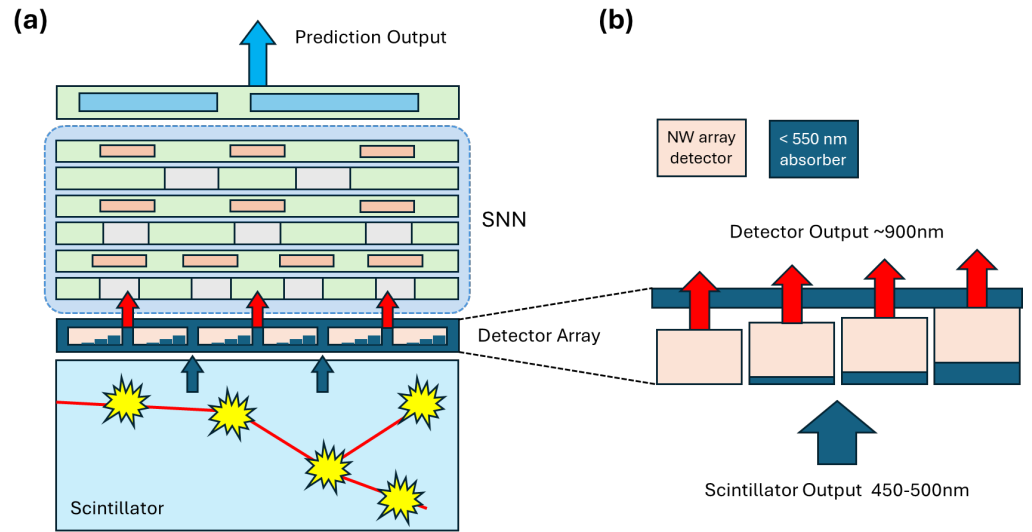 (a)
Prediction Output
SNN
Detector Array
Scintillator
(b)
NW array
detector
< 550 nm
absorber
Detector Output ~900nm
Scintillator Output 450-500nm